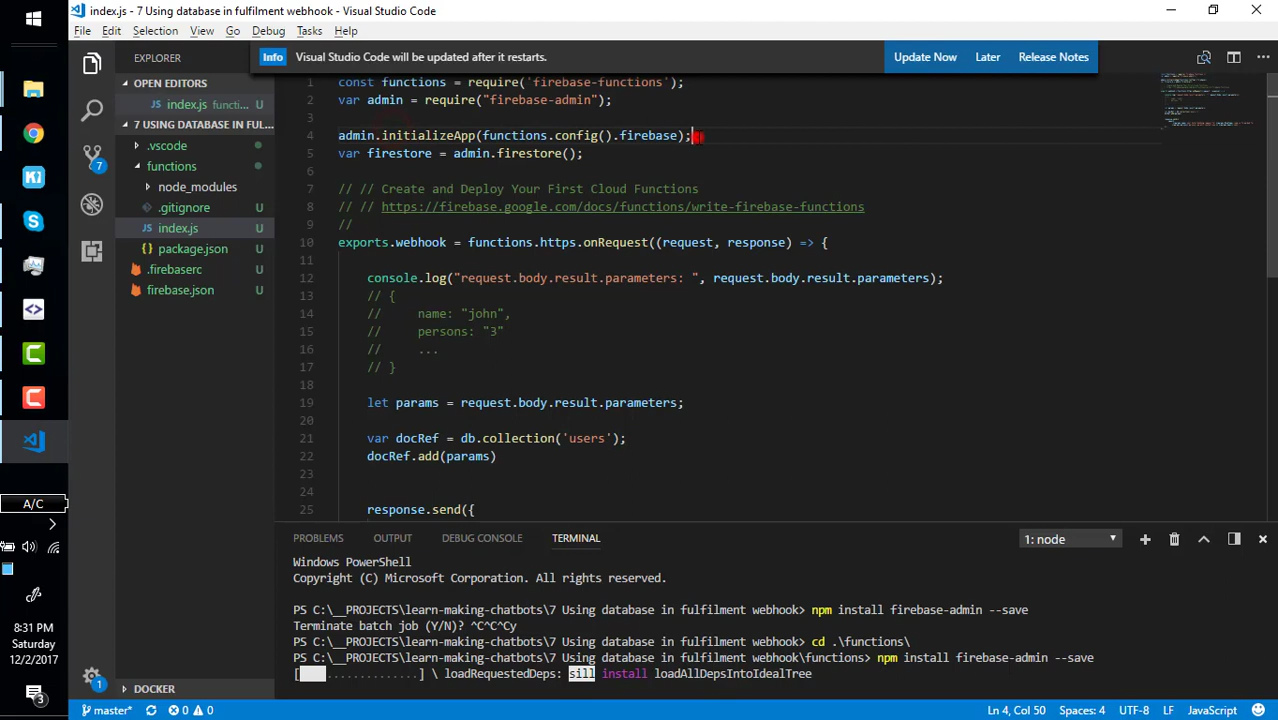 index.js - 7 Using database in fulfilment webhook - Visual Studio Code
File Edit Selection View Go Debug Tasks Help
Info Visual Studio Code will be updated after it restarts. Update Now Later Release Notes
EXPLORER
OPEN EDITORS
index.js functi... U
7 USING DATABASE IN FULFILM...
.vscode
functions
node_modules
.gitignore U
index.js U
package.json U
.firebaserc U
firebase.json U
DOCKER
1 const functions = require('firebase-functions');
2 var admin = require("firebase-admin");
3
4 admin.initializeApp(functions.config().firebase);
5 var firestore = admin.firestore();
6
7 // // Create and Deploy Your First Cloud Functions
8 // // https://firebase.google.com/docs/functions/write-firebase-functions
9 //
10 exports.webhook = functions.https.onRequest((request, response) => {
11
12 console.log("request.body.result.parameters: ", request.body.result.parameters);
13 // {
14 // name: "john",
15 // persons: "3"
16 // ...
17 // }
18
19 let params = request.body.result.parameters;
20
21 var docRef = db.collection('users');
22 docRef.add(params)
23
24
25 response.send({
PROBLEMS OUTPUT DEBUG CONSOLE TERMINAL 1: node
Windows PowerShell
Copyright (C) Microsoft Corporation. All rights reserved.
PS C:\__PROJECTS\learn-making-chatbots\7 Using database in fulfilment webhook> npm install firebase-admin --save
Terminate batch job (Y/N)? ^C^C^Cy
PS C:\__PROJECTS\learn-making-chatbots\7 Using database in fulfilment webhook> cd .\functions\
PS C:\__PROJECTS\learn-making-chatbots\7 Using database in fulfilment webhook\functions> npm install firebase-admin --save
[ ..............] \ loadRequestedDeps: sill install loadAllDepsIntoIdealTree
master* 0 0 Ln 4, Col 50 Spaces: 4 UTF-8 LF JavaScript
7
1
A/C
8:31 PM
Saturday
12/2/2017
3